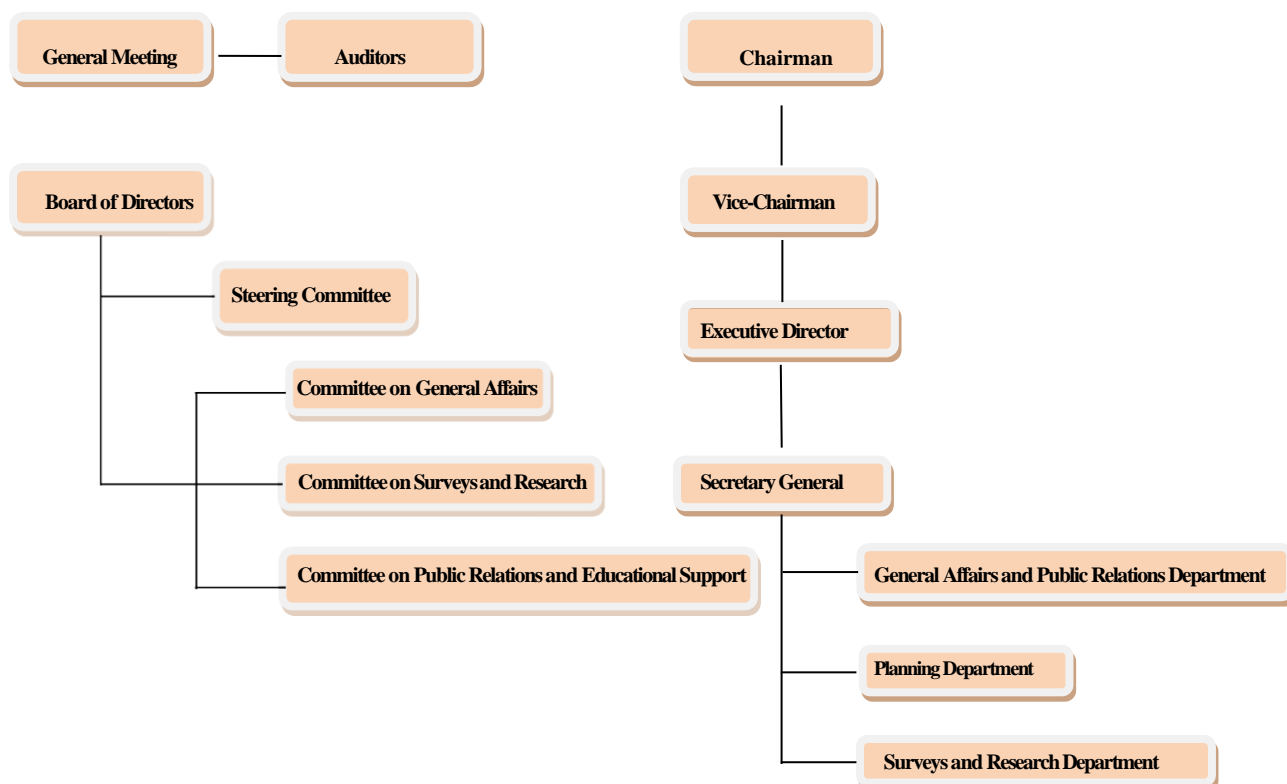 General Meeting
Auditors
Chairman
Board of Directors
Vice-Chairman
Steering Committee
Executive Director
Committee on General Affairs
Committee on Surveys and Research
Secretary General
Committee on Public Relations and Educational Support
General Affairs and Public Relations Department
Planning Department
Surveys and Research Department